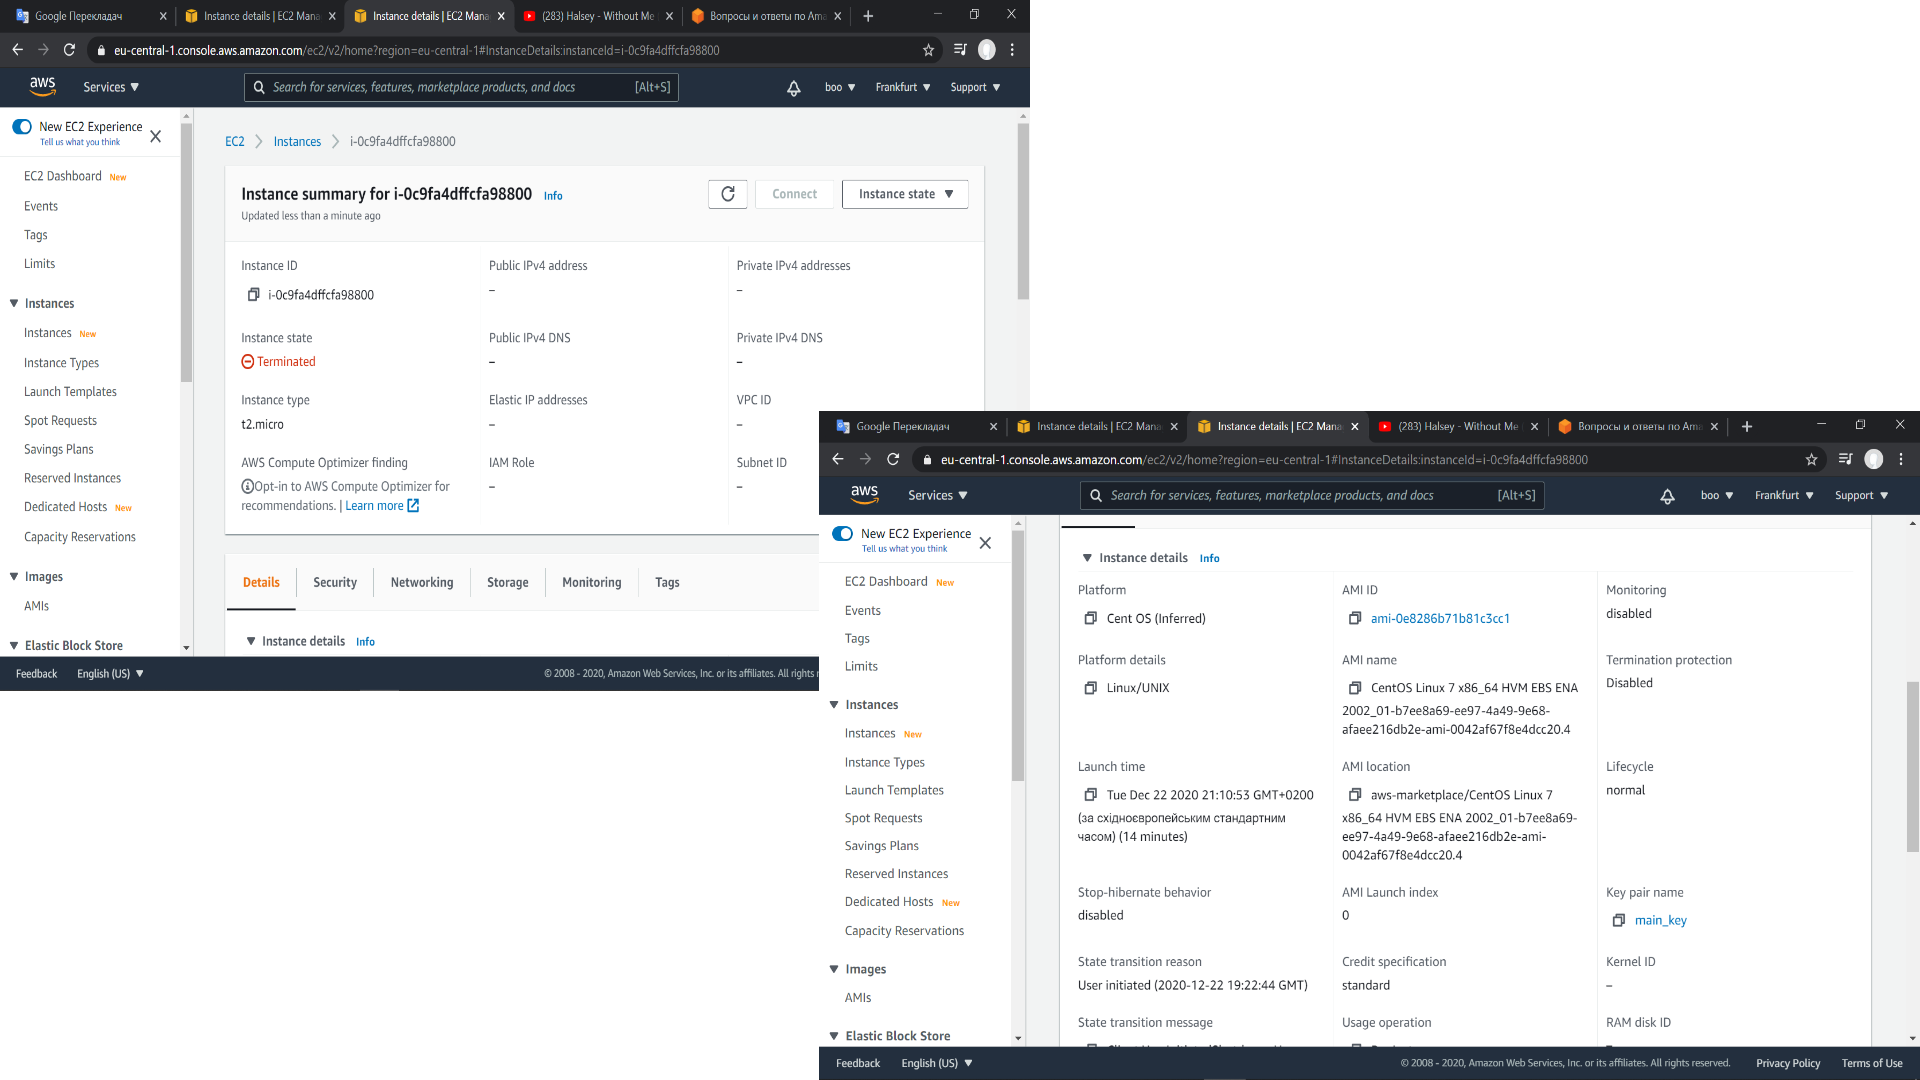 Google Перекладач
Instance details | EC2 Mana
Instance details | EC2 Mana
(283) Halsey - Without Me
Вопросы и ответы по Ama
eu-central-1.console.aws.amazon.com/ec2/v2/home?region=eu-central-1#InstanceDetails:instanceId=i-0c9fa4dffcfa98800
aws
Services
Search for services, features, marketplace products, and docs
[Alt+S]
boo
Frankfurt
Support
New EC2 Experience
Tell us what you think
EC2 Dashboard New
Events
Tags
Limits
Instances
Instances New
Instance Types
Launch Templates
Spot Requests
Savings Plans
Reserved Instances
Dedicated Hosts New
Capacity Reservations
Images
AMIs
Elastic Block Store
EC2
Instances
i-0c9fa4dffcfa98800
Instance summary for i-0c9fa4dffcfa98800 Info
Updated less than a minute ago
Connect
Instance state
Instance ID
i-0c9fa4dffcfa98800
Public IPv4 address
–
Private IPv4 addresses
–
Instance state
Terminated
Public IPv4 DNS
–
Private IPv4 DNS
–
Instance type
t2.micro
Elastic IP addresses
–
VPC ID
–
AWS Compute Optimizer finding
Opt-in to AWS Compute Optimizer for
recommendations. | Learn more
IAM Role
–
Subnet ID
–
Details
Security
Networking
Storage
Monitoring
Tags
Instance details Info
Feedback
English (US)
© 2008 - 2020, Amazon Web Services, Inc. or its affiliates. All rights
Google Перекладач
Instance details | EC2 Mana
Instance details | EC2 Mana
(283) Halsey - Without Me
Вопросы и ответы по Ama
eu-central-1.console.aws.amazon.com/ec2/v2/home?region=eu-central-1#InstanceDetails:instanceId=i-0c9fa4dffcfa98800
aws
Services
Search for services, features, marketplace products, and docs
[Alt+S]
boo
Frankfurt
Support
New EC2 Experience
Tell us what you think
EC2 Dashboard New
Events
Tags
Limits
Instances
Instances New
Instance Types
Launch Templates
Spot Requests
Savings Plans
Reserved Instances
Dedicated Hosts New
Capacity Reservations
Images
AMIs
Elastic Block Store
Instance details Info
Platform
Cent OS (Inferred)
AMI ID
ami-0e8286b71b81c3cc1
Monitoring
disabled
Platform details
Linux/UNIX
AMI name
CentOS Linux 7 x86_64 HVM EBS ENA
2002_01-b7ee8a69-ee97-4a49-9e68-
afaee216db2e-ami-0042af67f8e4dcc20.4
Termination protection
Disabled
Launch time
Tue Dec 22 2020 21:10:53 GMT+0200
(за східноєвропейським стандартним
часом) (14 minutes)
AMI location
aws-marketplace/CentOS Linux 7
x86_64 HVM EBS ENA 2002_01-b7ee8a69-
ee97-4a49-9e68-afaee216db2e-ami-
0042af67f8e4dcc20.4
Lifecycle
normal
Stop-hibernate behavior
disabled
AMI Launch index
0
Key pair name
main_key
State transition reason
User initiated (2020-12-22 19:22:44 GMT)
Credit specification
standard
Kernel ID
–
State transition message
Usage operation
RAM disk ID
Feedback
English (US)
© 2008 - 2020, Amazon Web Services, Inc. or its affiliates. All rights reserved.
Privacy Policy
Terms of Use